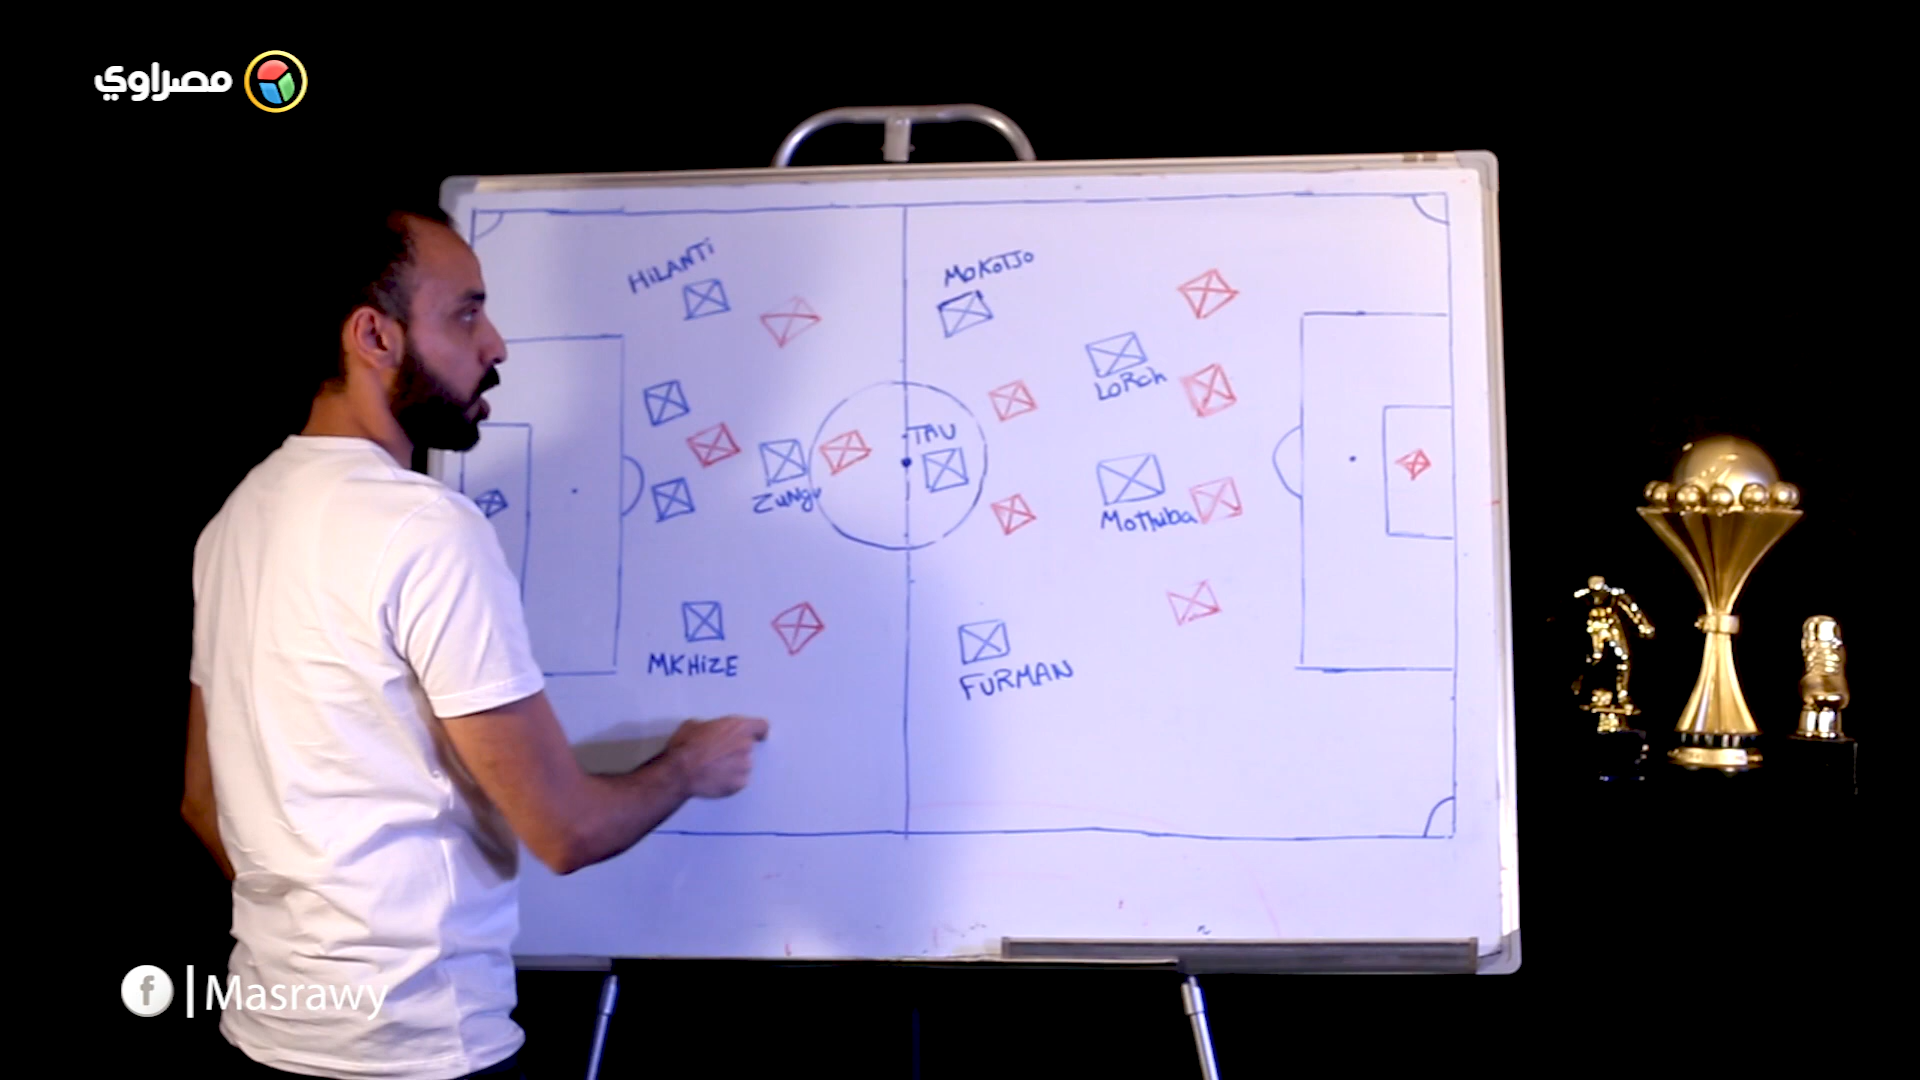 مصراوي
HiLANTi
MOKOTJO
LORch
TAU
Zungu
Mothiba
MKHiZE
FURMAN
f | Masrawy